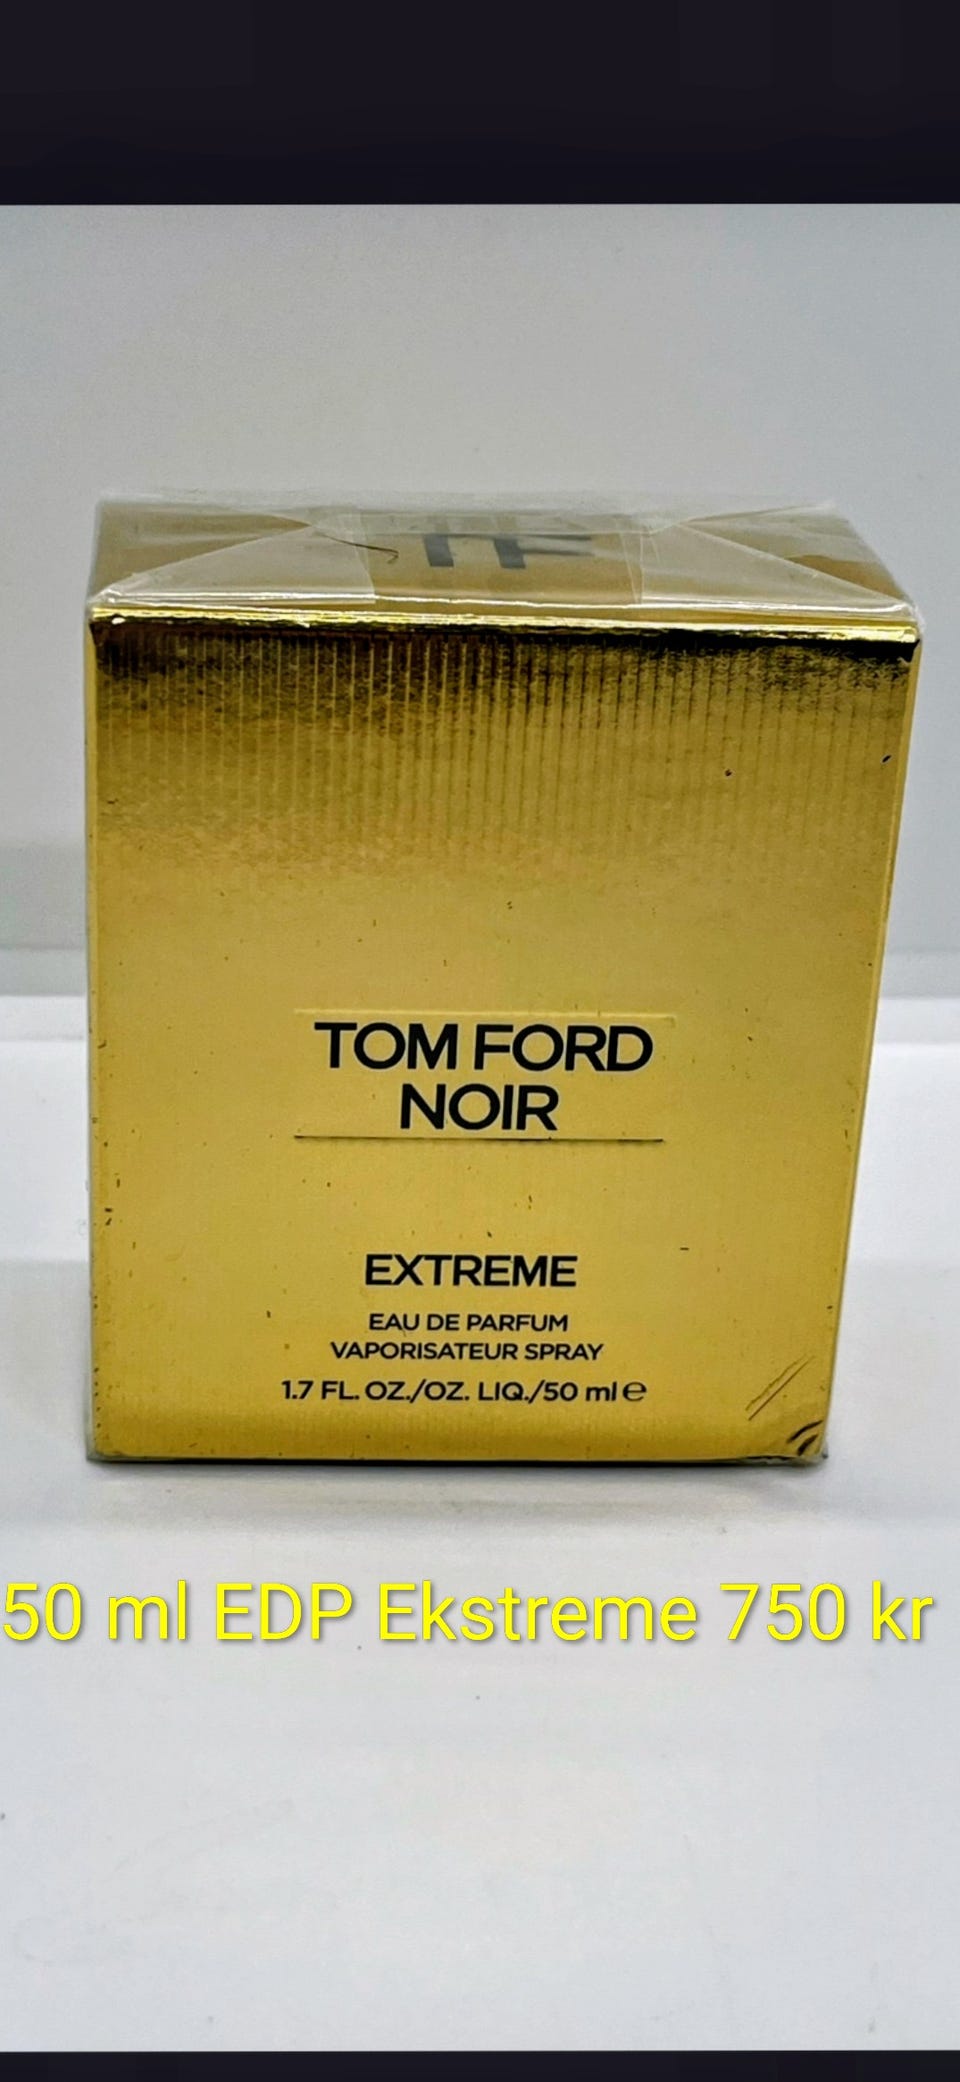 TF
TOM FORD
NOIR
EXTREME
EAU DE PARFUM
VAPORISATEUR SPRAY
1.7 FL. OZ./OZ. LIQ./50 ml e
50 ml EDP Ekstreme 750 kr